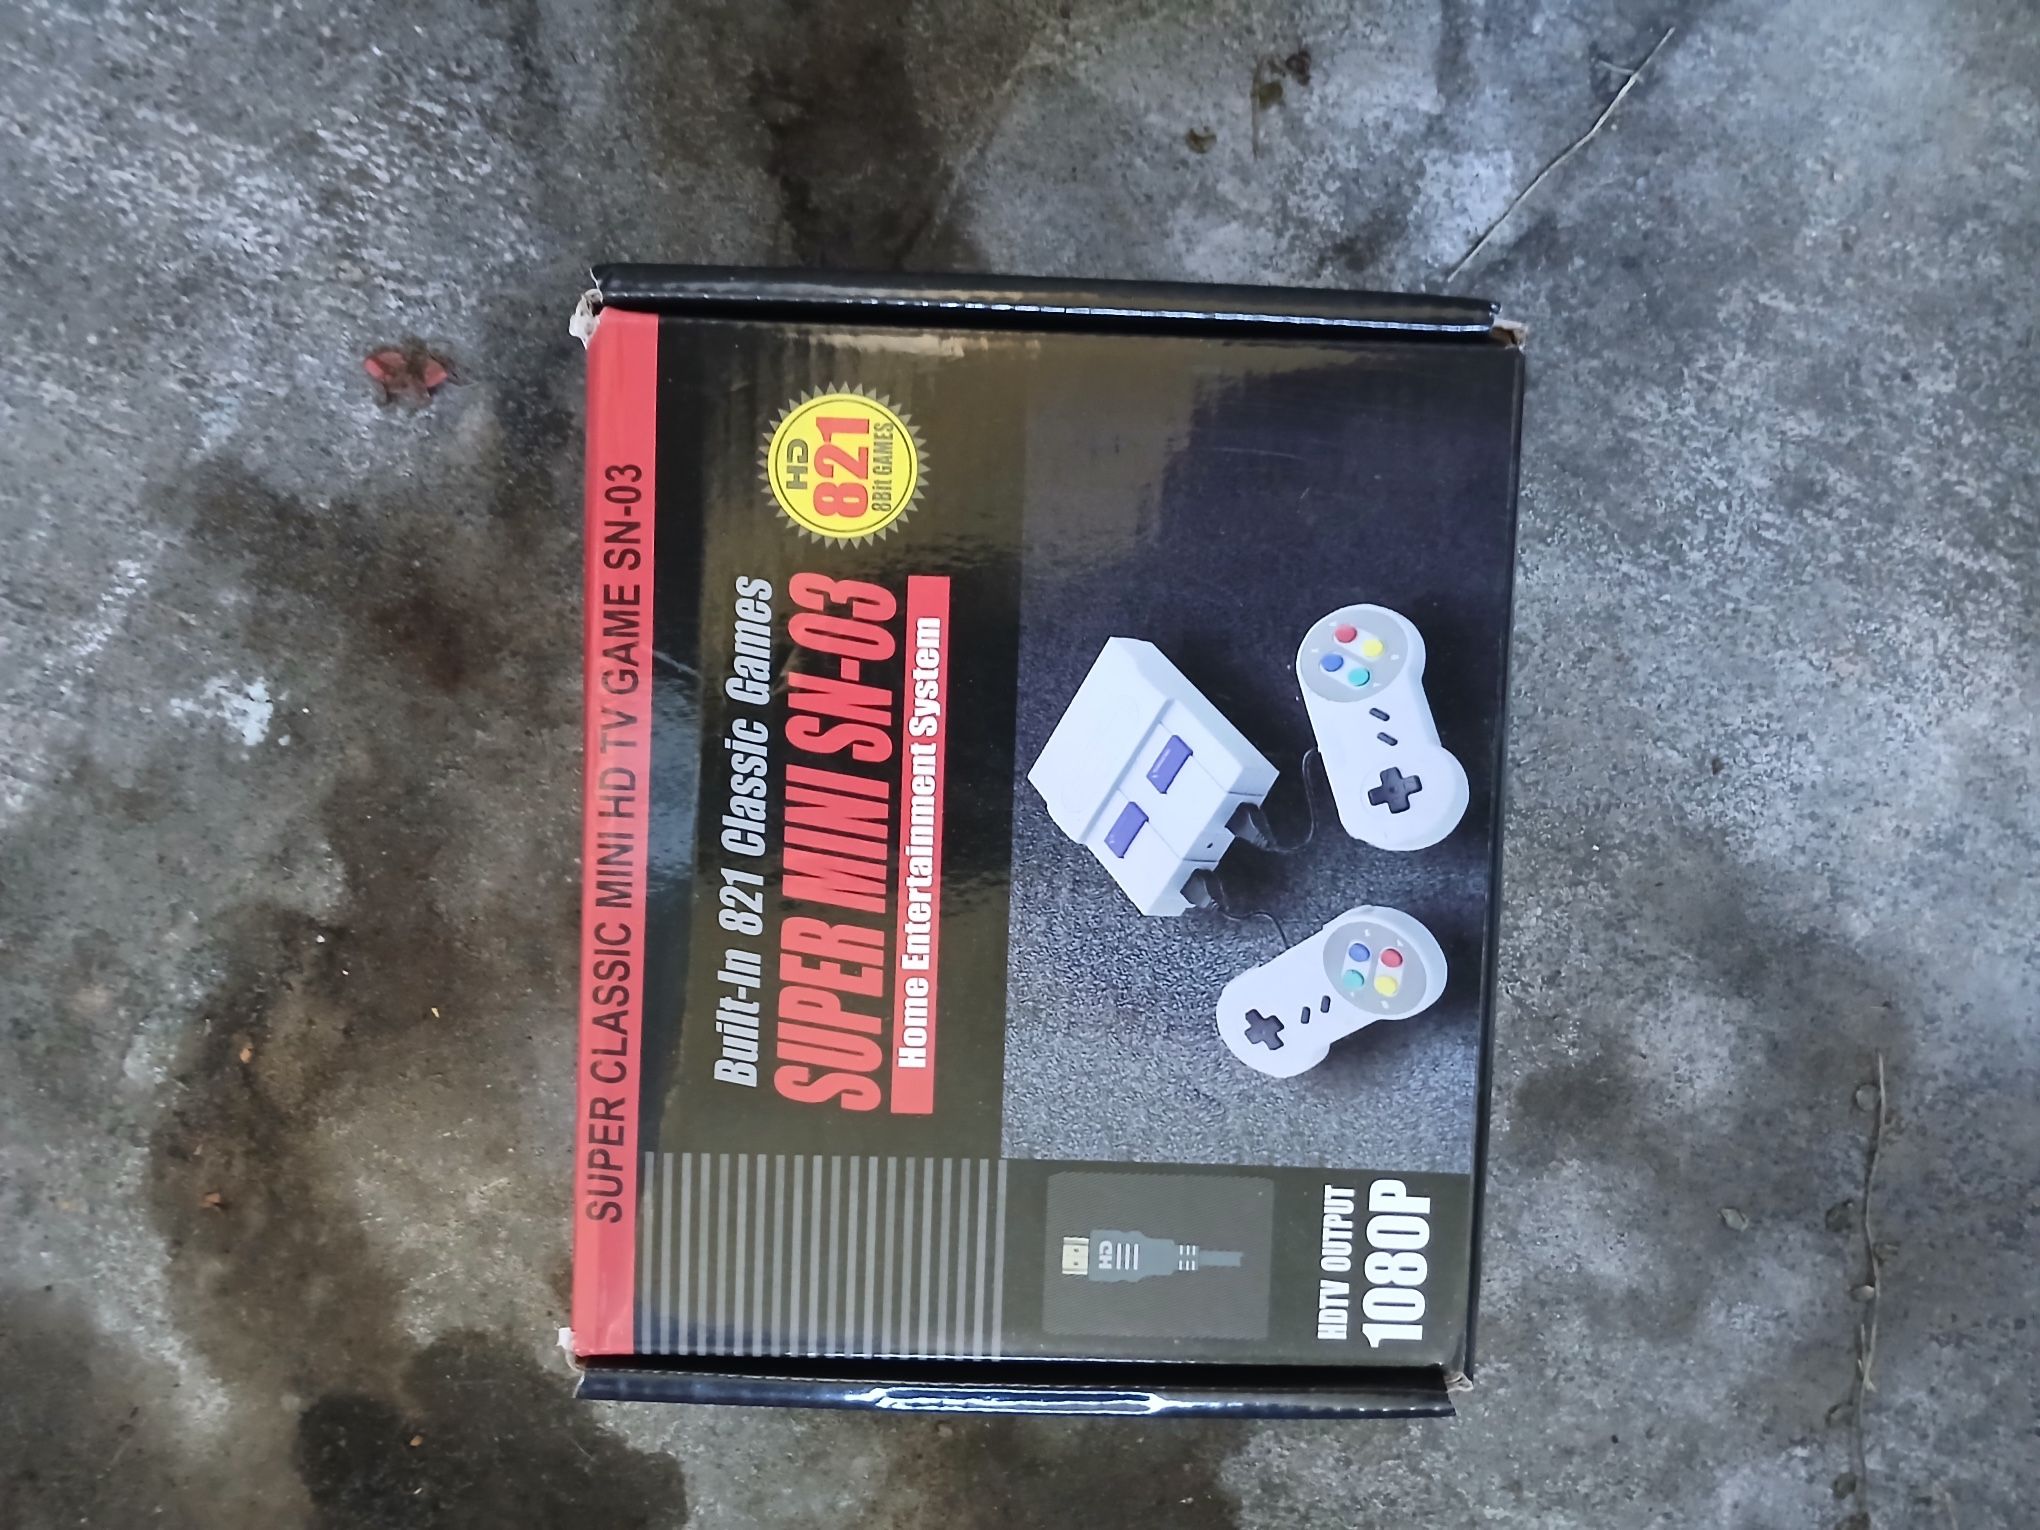 SUPER CLASSIC MINI HD TV GAME SN-03
Built-In 821 Classic Games
SUPER MINI SN-03
Home Entertainment System
HD
821
8Bit GAMES
HD
HDTV OUTPUT
1080P